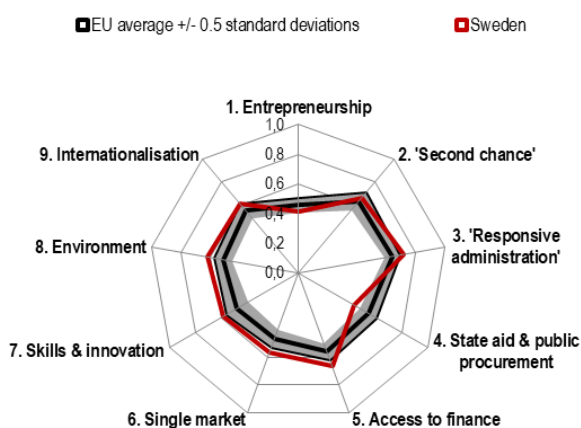 EU average +/- 0.5 standard deviations
Sweden
1. Entrepreneurship
1,0
9. Internationalisation
2. 'Second chance'
0,8
0,6
0,4
8. Environment
3. 'Responsive
administration'
0,2
0,0
7. Skills & innovation
4. State aid & public
procurement
6. Single market
5. Access to finance